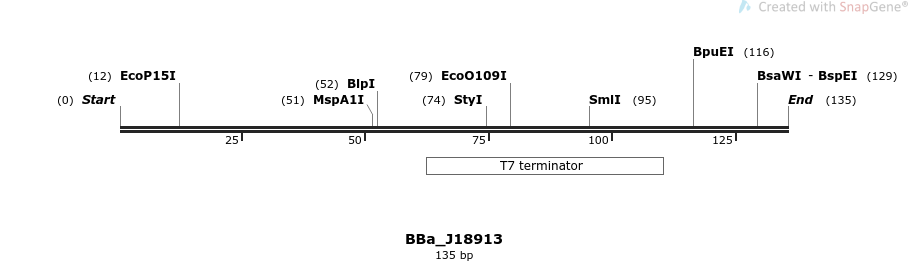 Created with SnapGene®
BpuEI (116)
(12) EcoP15I
(52) BlpI
(79) EcoO109I
BsaWI - BspEI (129)
(0) Start
(51) MspA1I
(74) StyI
SmlI (95)
End (135)
25 50 75 100 125
T7 terminator
BBa_J18913
135 bp